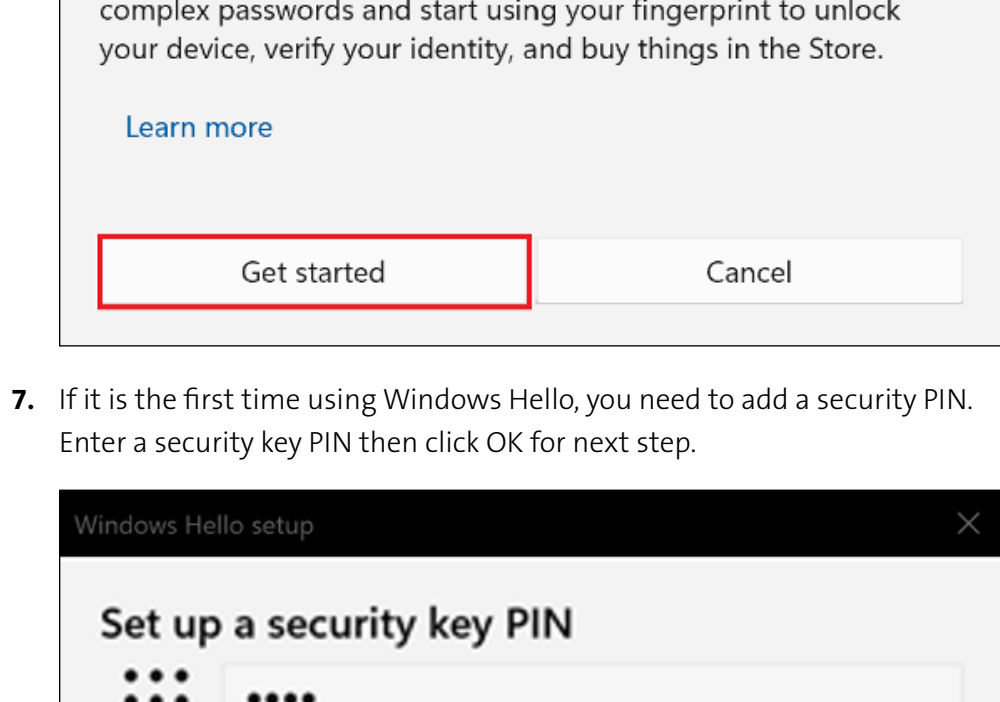 complex passwords and start using your fingerprint to unlock
your device, verify your identity, and buy things in the Store.
Learn more
Get started Cancel
7. If it is the first time using Windows Hello, you need to add a security PIN.
Enter a security key PIN then click OK for next step.
Windows Hello setup
Set up a security key PIN